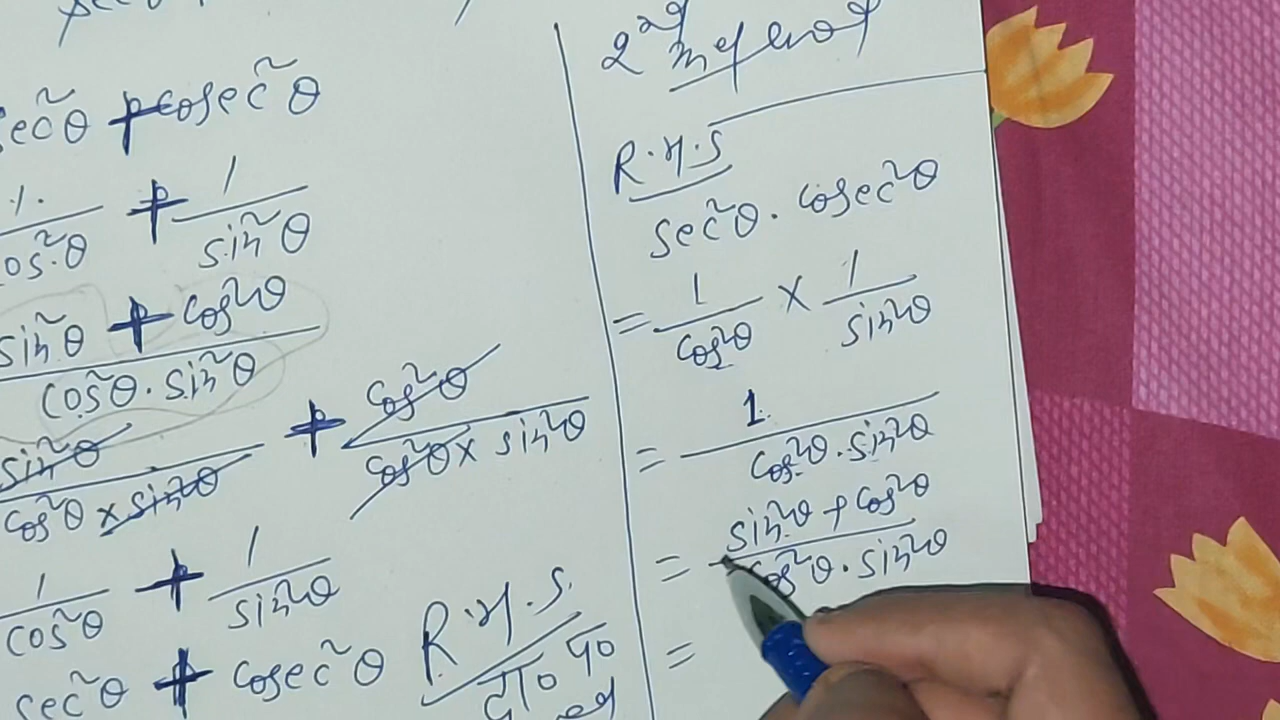 sec²θ + cosec²θ
1/cos²θ + 1/sin²θ
sin²θ + cos²θ / cos²θ . sin²θ
sin²θ / cos²θ × sin²θ + cos²θ / cos²θ × sin²θ
1/cos²θ + 1/sin²θ
sec²θ + cosec²θ R.H.S.
2nd
R.H.S
sec²θ . cosec²θ
= 1/cos²θ × 1/sin²θ
= 1/cos²θ . sin²θ
= sin²θ + cos²θ / cos²θ . sin²θ
=